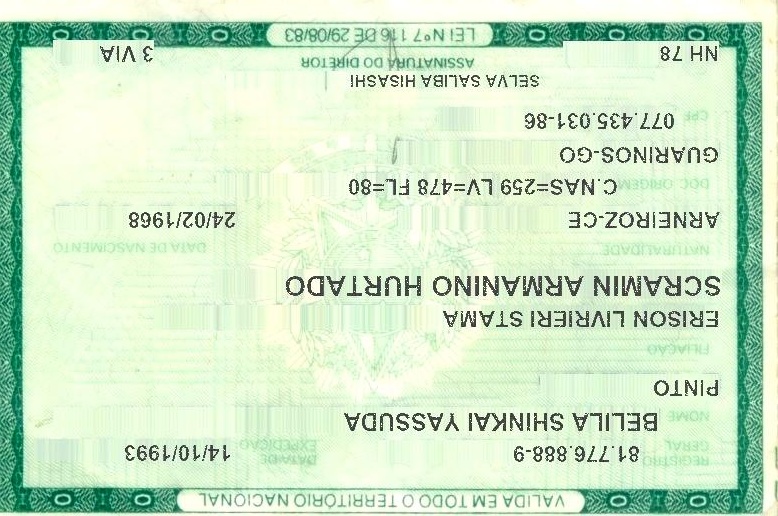 VALIDA EM TODO O TERRITÓRIO NACIONAL
REGISTRO GERAL 81.776.888-9 DATA DE EXPEDIÇÃO 14/10/1993
NOME BELILA SHINKAI YASSUDA
PINTO
FILIAÇÃO
ERISON LIVRIERI STAMA
SCRAMIN ARMANINO HURTADO
NATURALIDADE DATA DE NASCIMENTO
ARNEIROZ-CE 24/02/1968
DOC. ORIGEM C.NAS=259 LV=478 FL=80
GUARINOS-GO
CPF 077.435.031-86
SELVA SALIBA HISASHI
ASSINATURA DO DIRETOR
NH 78 3 VIA
LEI Nº 7.116 DE 29/08/83